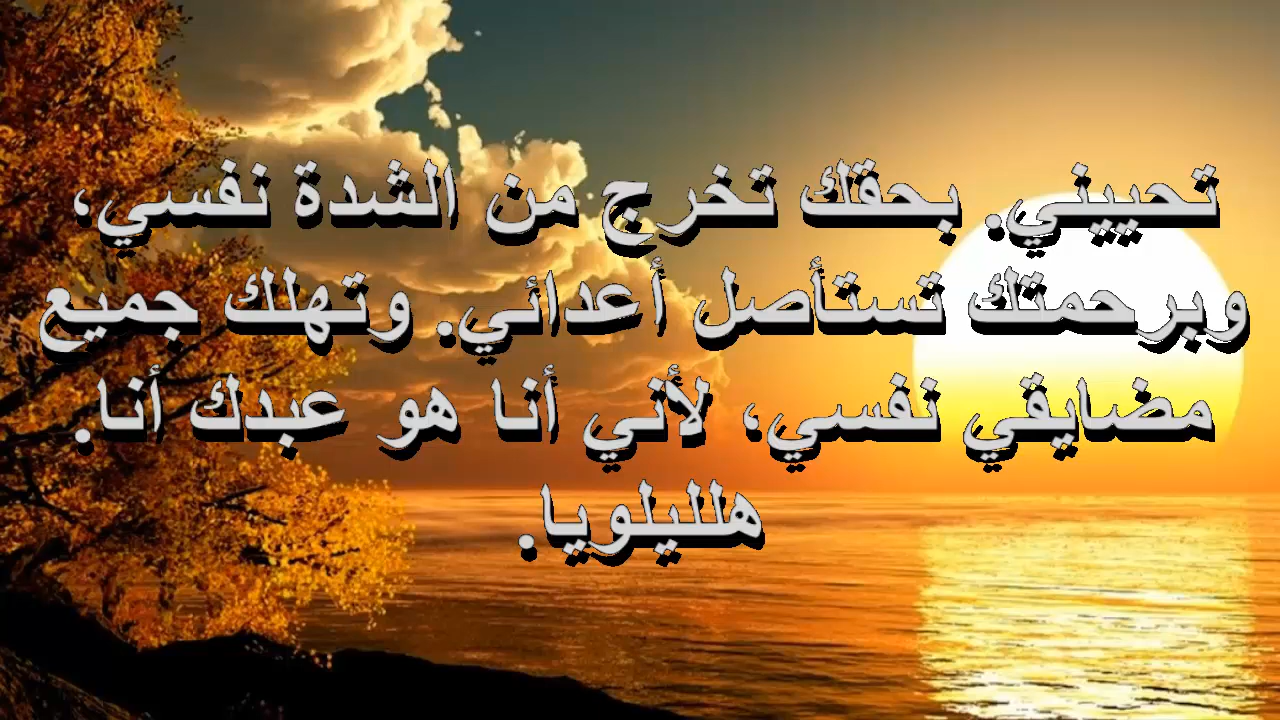 تحييني. بحقك تخرج من الشدة نفسي،
وبرحمتك تستأصل أعدائي. وتهلك جميع
مضايقي نفسي، لأني أنا هو عبدك أنا.
هلليلويا.